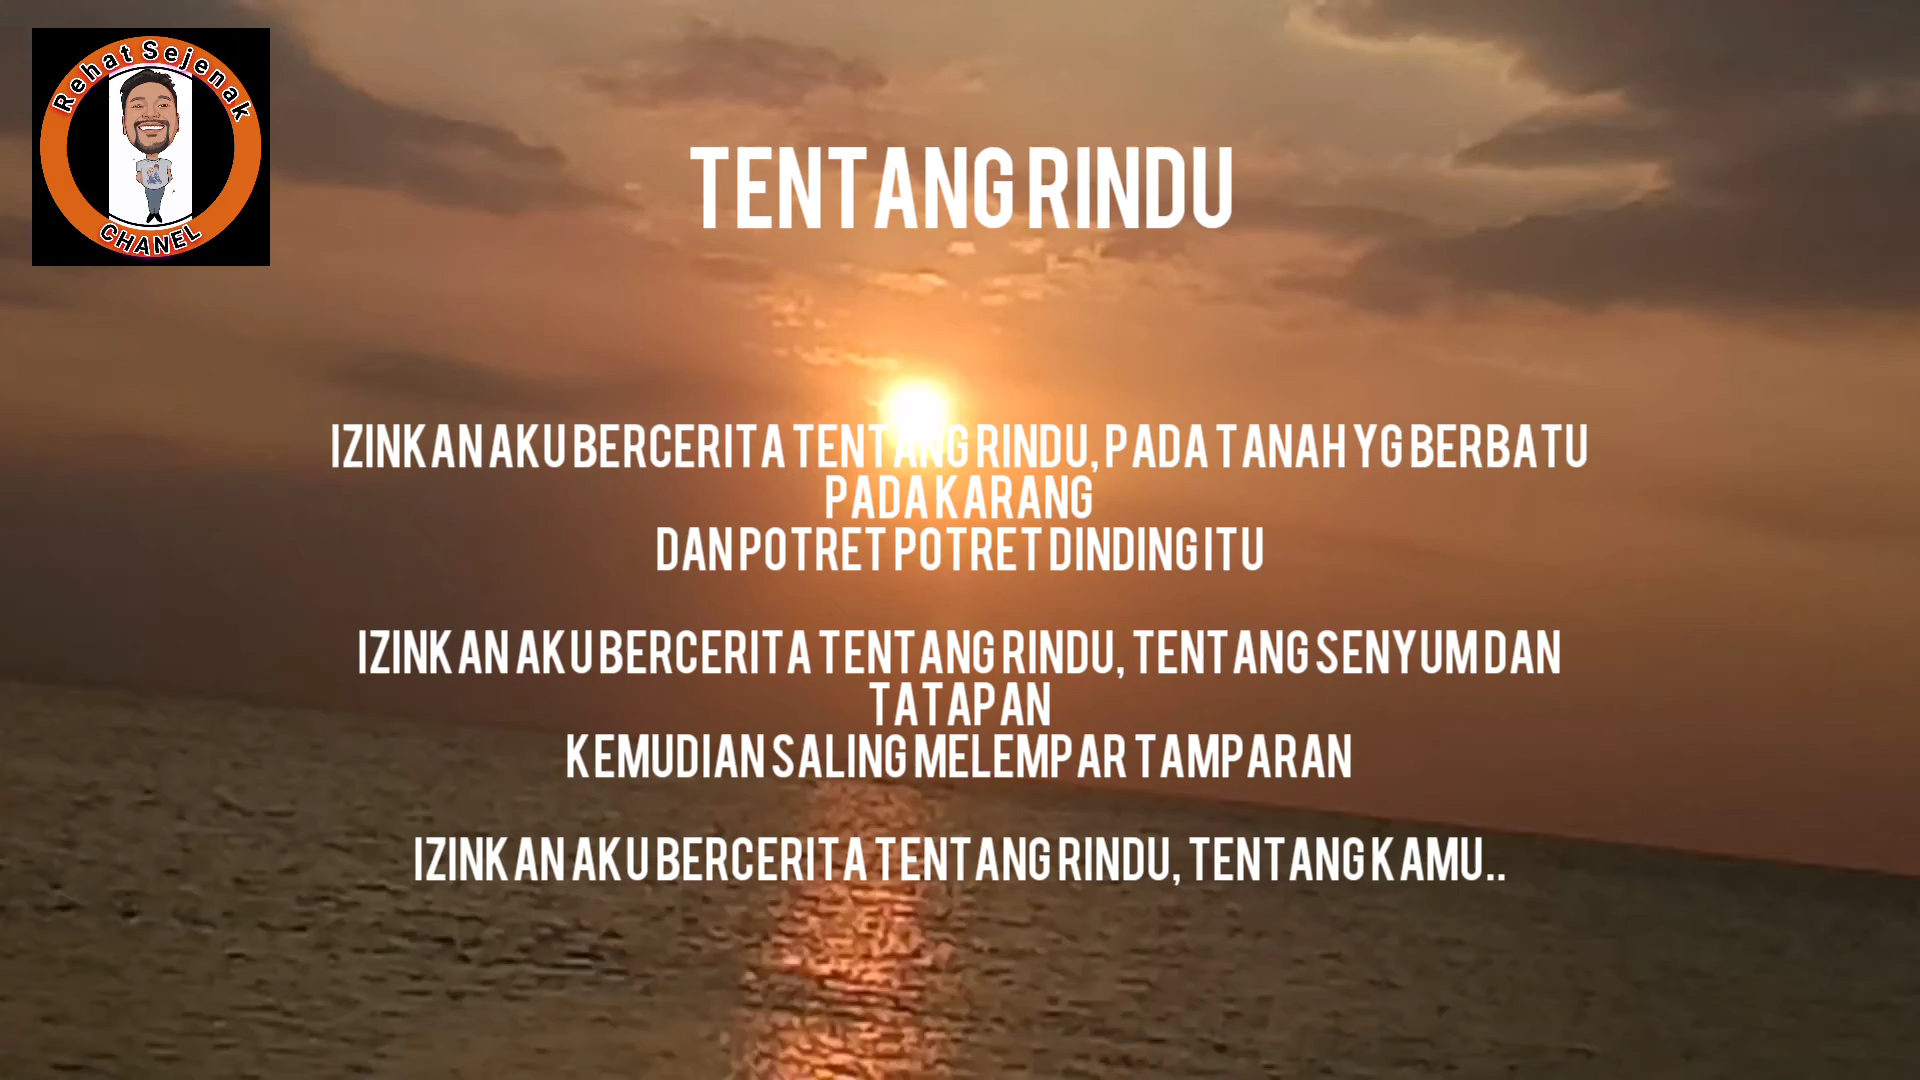 Rehat Sejenak
CHANEL
TENTANG RINDU
IZINKAN AKU BERCERITA TENTANG RINDU, PADA TANAH YG BERBATU
PADA KARANG
DAN POTRET POTRET DINDING ITU
IZINKAN AKU BERCERITA TENTANG RINDU, TENTANG SENYUM DAN
TATAPAN
KEMUDIAN SALING MELEMPAR TAMPARAN
IZINKAN AKU BERCERITA TENTANG RINDU, TENTANG KAMU..